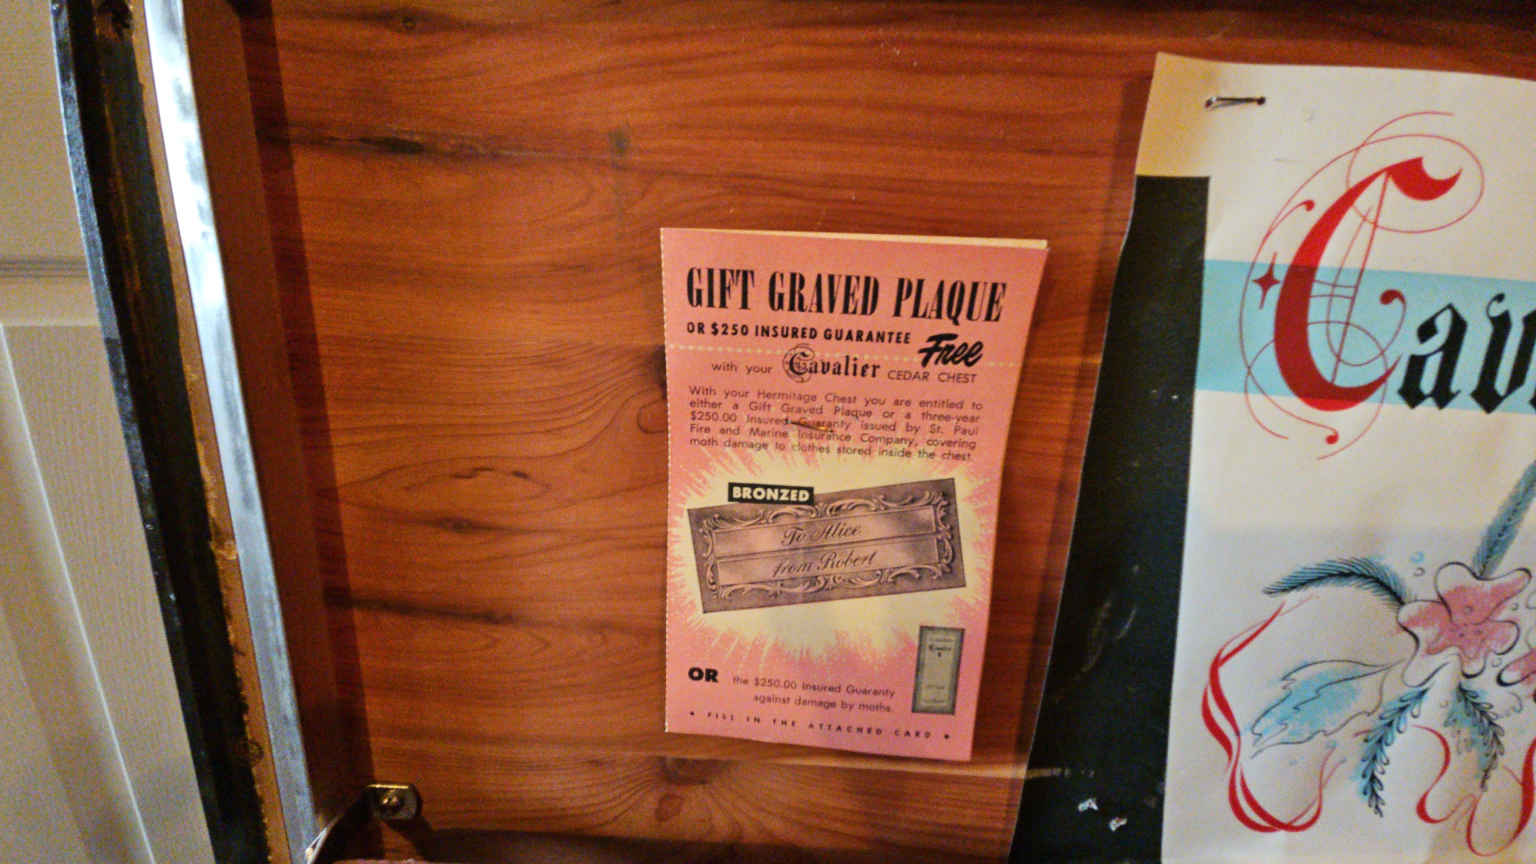 GIFT GRAVED PLAQUE
OR $250 INSURED GUARANTEE Free
with your Cavalier CEDAR CHEST
With your Hermitage Chest you are entitled to
either a Gift Graved Plaque or a three-year
$250.00 Insured Guaranty issued by St. Paul
Fire and Marine Insurance Company, covering
moth damage to clothes stored inside the chest.
BRONZED
To Alice
from Robert
OR the $250.00 Insured Guaranty
against damage by moths.
• FILL IN THE ATTACHED CARD •
Cav